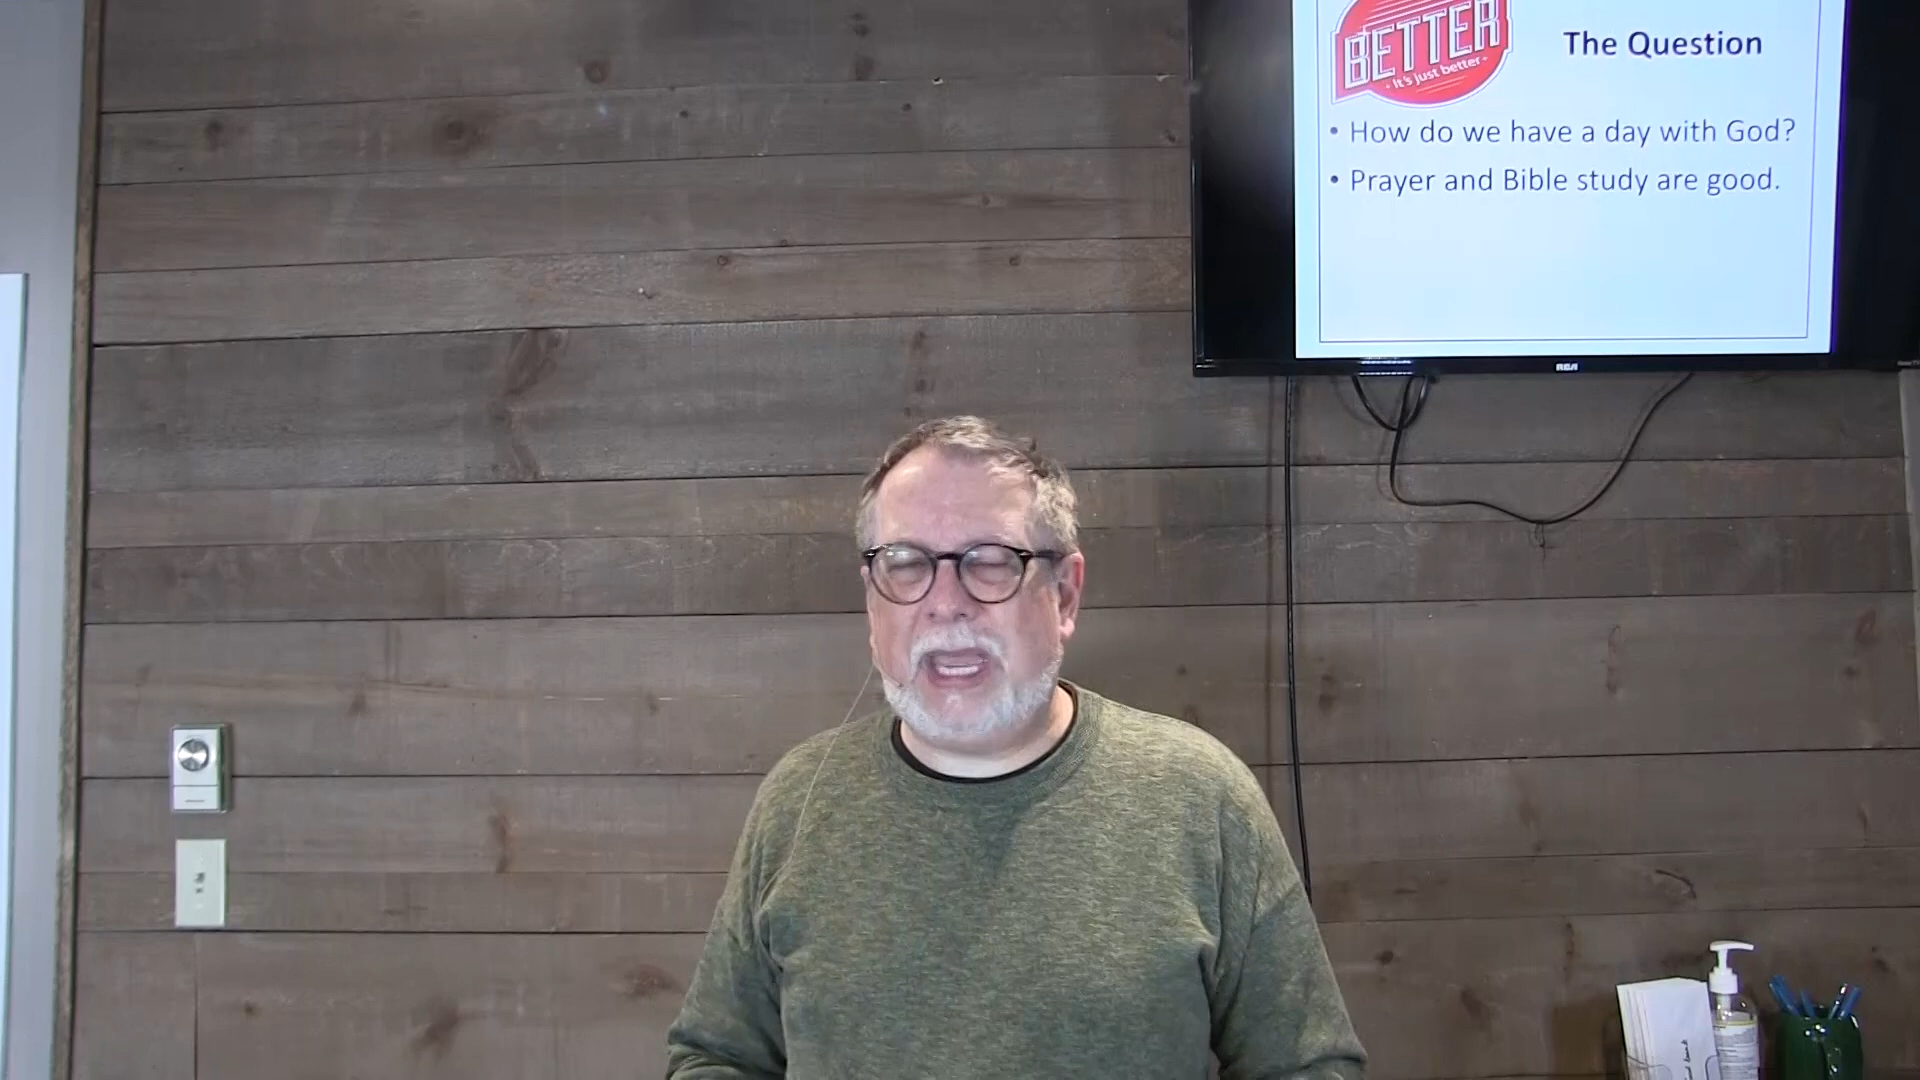 BETTER
The Question
- it's just better -
• How do we have a day with God?
• Prayer and Bible study are good.
RCA